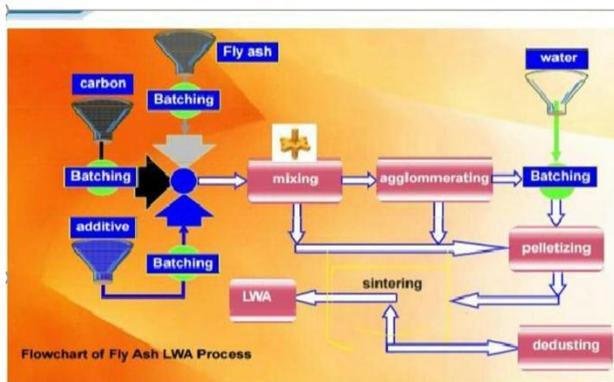 Fly ash
water
carbon
Batching
Batching
mixing
agglommerating
Batching
additive
Batching
pelletizing
sintering
LWA
dedusting
Flowchart of Fly Ash LWA Process